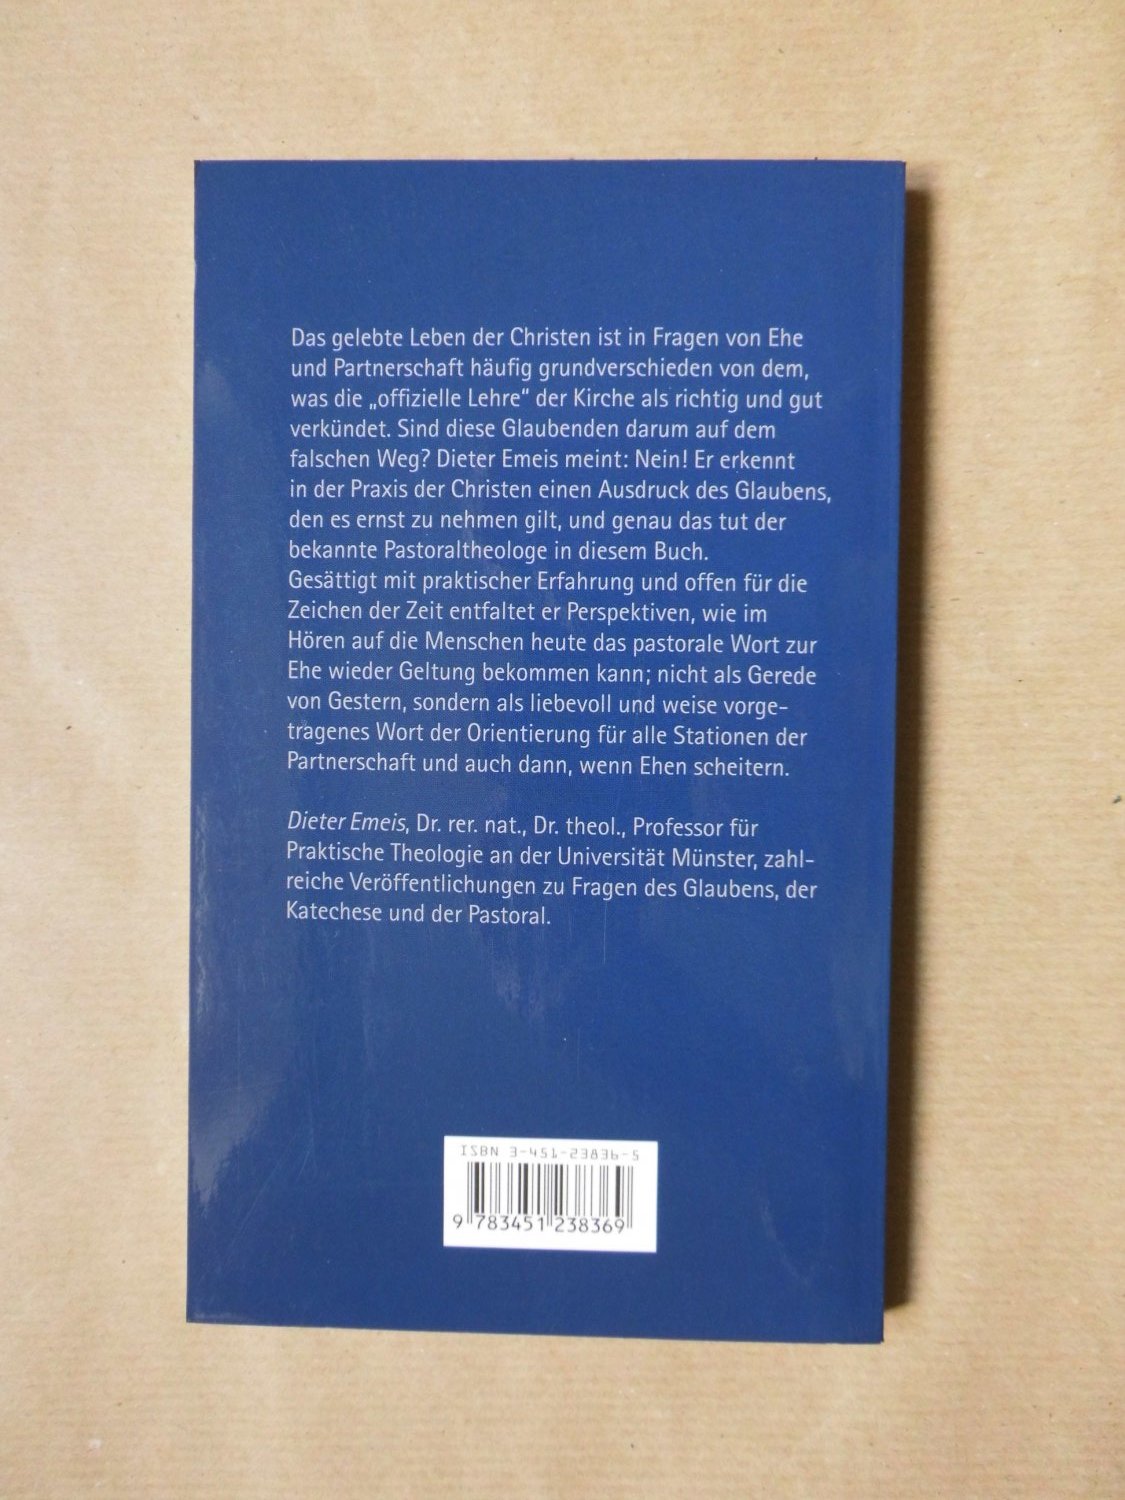 Das gelebte Leben der Christen ist in Fragen von Ehe
und Partnerschaft häufig grundverschieden von dem,
was die „offizielle Lehre“ der Kirche als richtig und gut
verkündet. Sind diese Glaubenden darum auf dem
falschen Weg? Dieter Emeis meint: Nein! Er erkennt
in der Praxis der Christen einen Ausdruck des Glaubens,
den es ernst zu nehmen gilt, und genau das tut der
bekannte Pastoraltheologe in diesem Buch.
Gesättigt mit praktischer Erfahrung und offen für die
Zeichen der Zeit entfaltet er Perspektiven, wie im
Hören auf die Menschen heute das pastorale Wort zur
Ehe wieder Geltung bekommen kann; nicht als Gerede
von Gestern, sondern als liebevoll und weise vorge-
tragenes Wort der Orientierung für alle Stationen der
Partnerschaft und auch dann, wenn Ehen scheitern.
Dieter Emeis, Dr. rer. nat., Dr. theol., Professor für
Praktische Theologie an der Universität Münster, zahl-
reiche Veröffentlichungen zu Fragen des Glaubens, der
Katechese und der Pastoral.
ISBN 3-451-23836-5
9 783451 238369